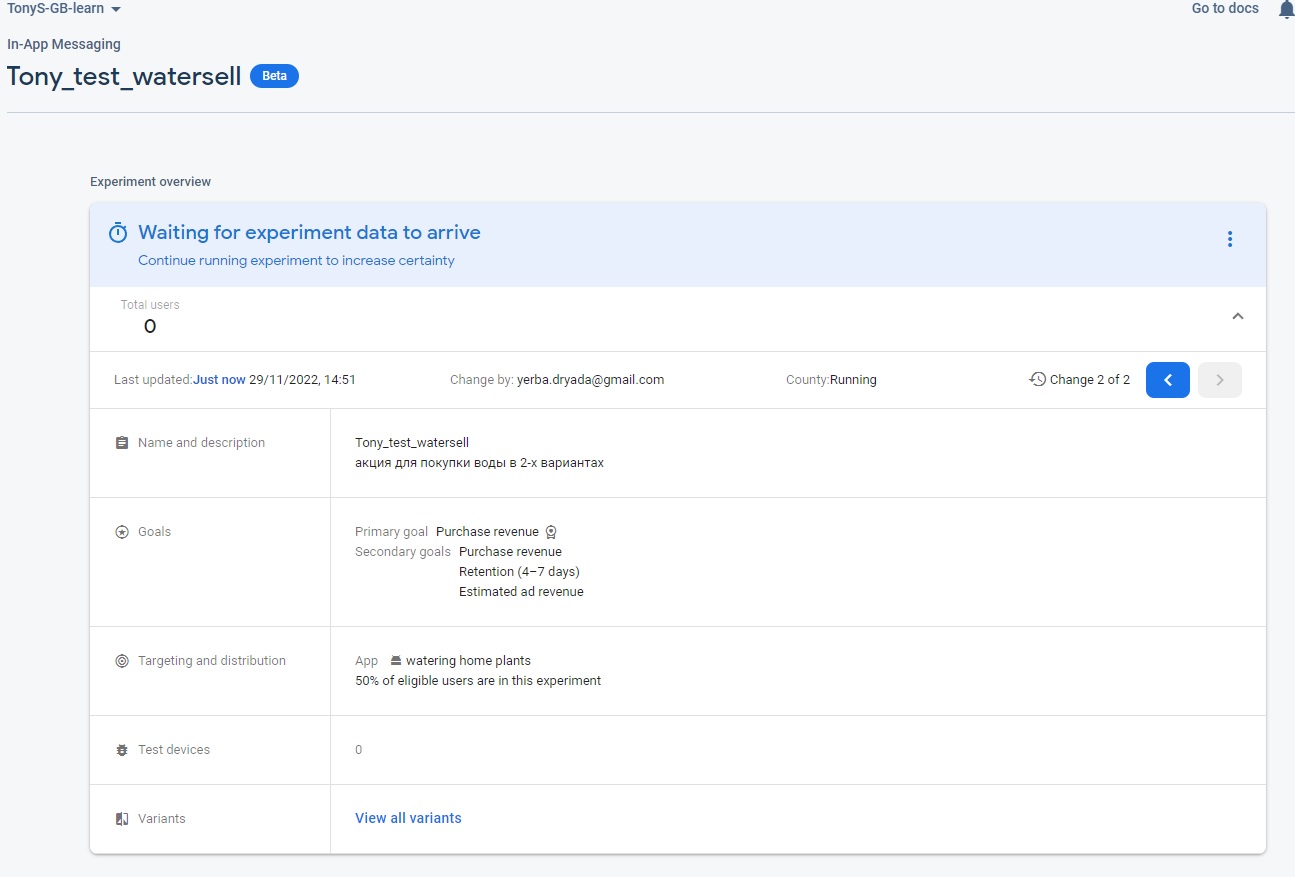 TonyS-GB-learn
Go to docs
In-App Messaging
Tony_test_watersell Beta
Experiment overview
Waiting for experiment data to arrive
Continue running experiment to increase certainty
Total users
0
Last updated:Just now 29/11/2022, 14:51
Change by: yerba.dryada@gmail.com
County:Running
Change 2 of 2
Name and description
Tony_test_watersell
акция для покупки воды в 2-х вариантах
Goals
Primary goal Purchase revenue
Secondary goals Purchase revenue
Retention (4–7 days)
Estimated ad revenue
Targeting and distribution
App watering home plants
50% of eligible users are in this experiment
Test devices
0
Variants
View all variants